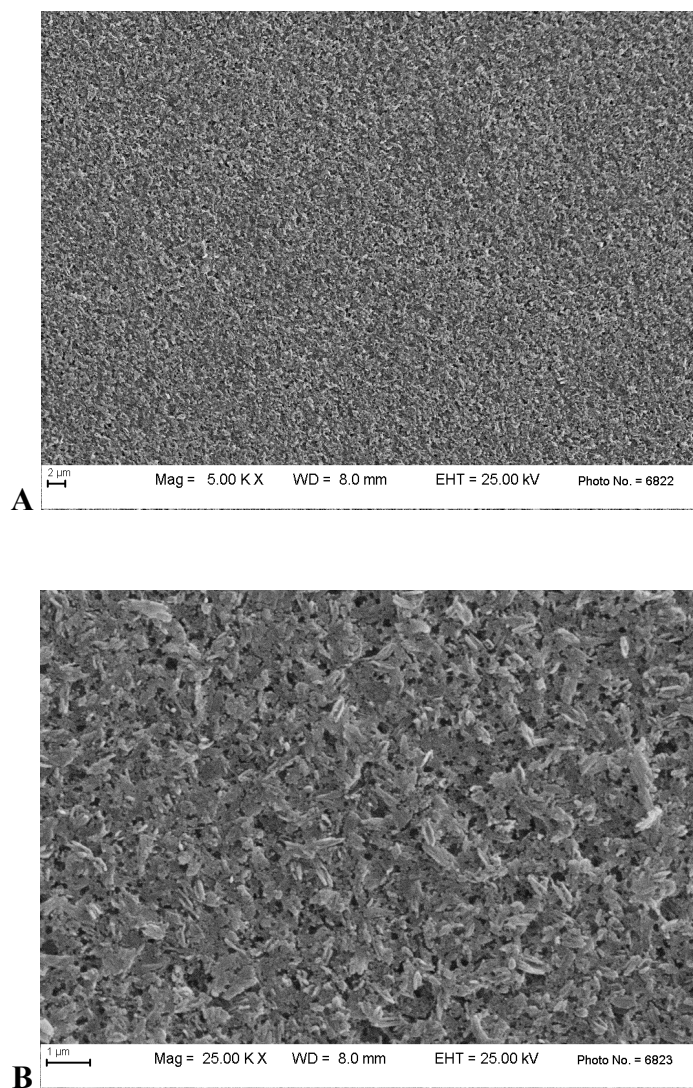 2 µm
Mag = 5.00 K X WD = 8.0 mm EHT = 25.00 kV Photo No. = 6822
A
1 µm
Mag = 25.00 K X WD = 8.0 mm EHT = 25.00 kV Photo No. = 6823
B